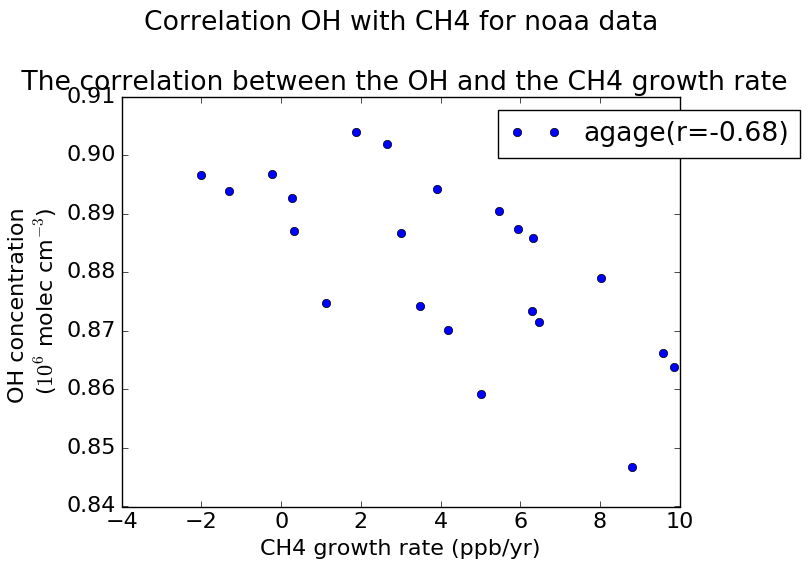 Correlation OH with CH4 for noaa data
The correlation between the OH and the CH4 growth rate
agage(r=-0.68)
0.91
0.90
0.89
0.88
0.87
0.86
0.85
0.84
OH concentration
(10⁶ molec cm⁻³)
−4 −2 0 2 4 6 8 10
CH4 growth rate (ppb/yr)